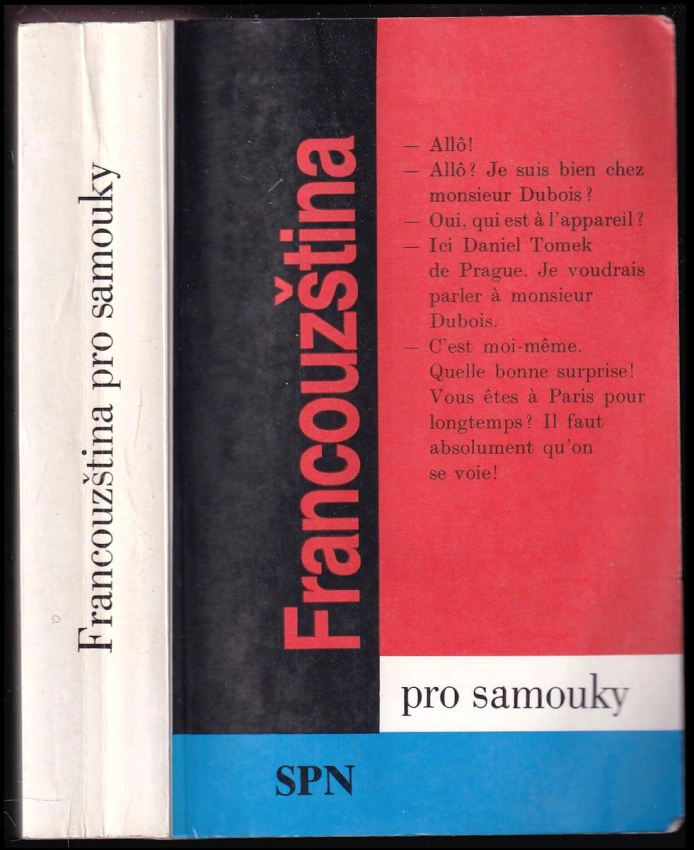 Francouzština pro samouky
Francouzština
— Allô!
— Allô? Je suis bien chez
monsieur Dubois?
— Oui, qui est à l'appareil?
— Ici Daniel Tomek
de Prague. Je voudrais
parler à monsieur
Dubois.
— C'est moi-même.
Quelle bonne surprise!
Vous êtes à Paris pour
longtemps? Il faut
absolument qu'on
se voie!
pro samouky
SPN